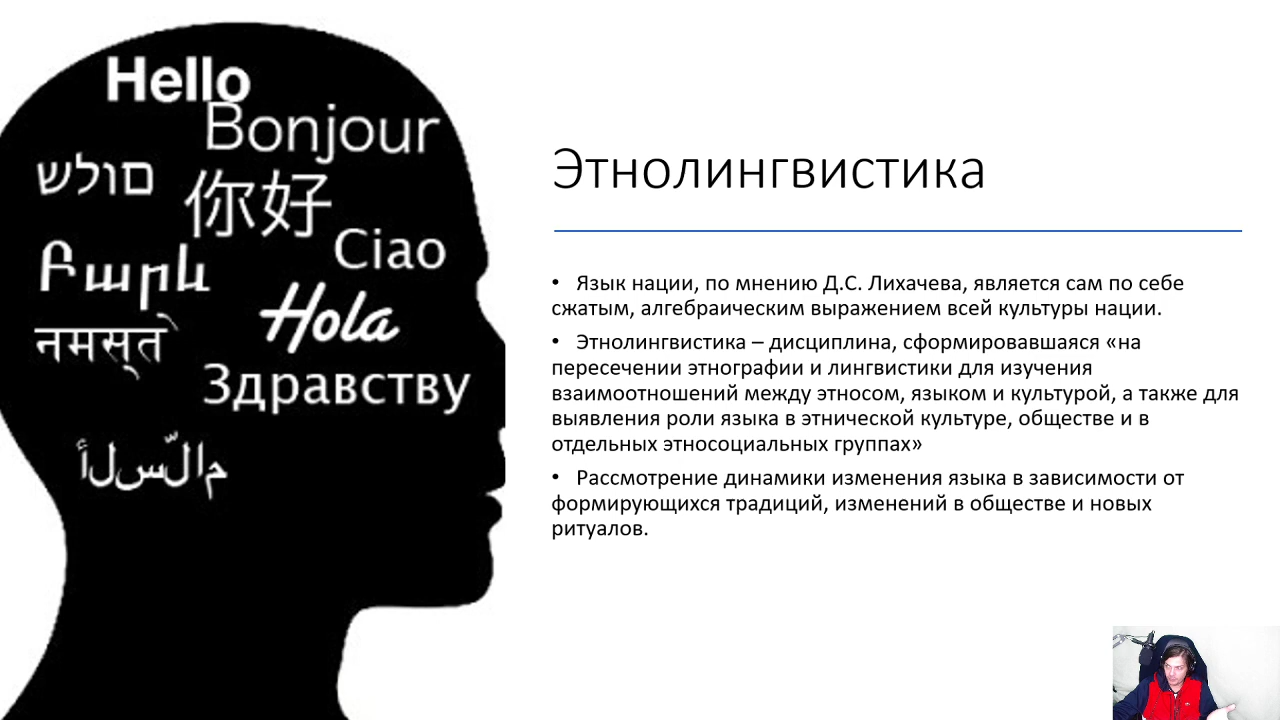 Hello
Bonjour
םולש
你好
Ciao
Բարև
Hola
नमस्ते
Здравству
Этнолингвистика
• Язык нации, по мнению Д.С. Лихачева, является сам по себе
сжатым, алгебраическим выражением всей культуры нации.
• Этнолингвистика – дисциплина, сформировавшаяся «на
пересечении этнографии и лингвистики для изучения
взаимоотношений между этносом, языком и культурой, а также для
выявления роли языка в этнической культуре, обществе и в
отдельных этносоциальных группах»
• Рассмотрение динамики изменения языка в зависимости от
формирующихся традиций, изменений в обществе и новых
ритуалов.